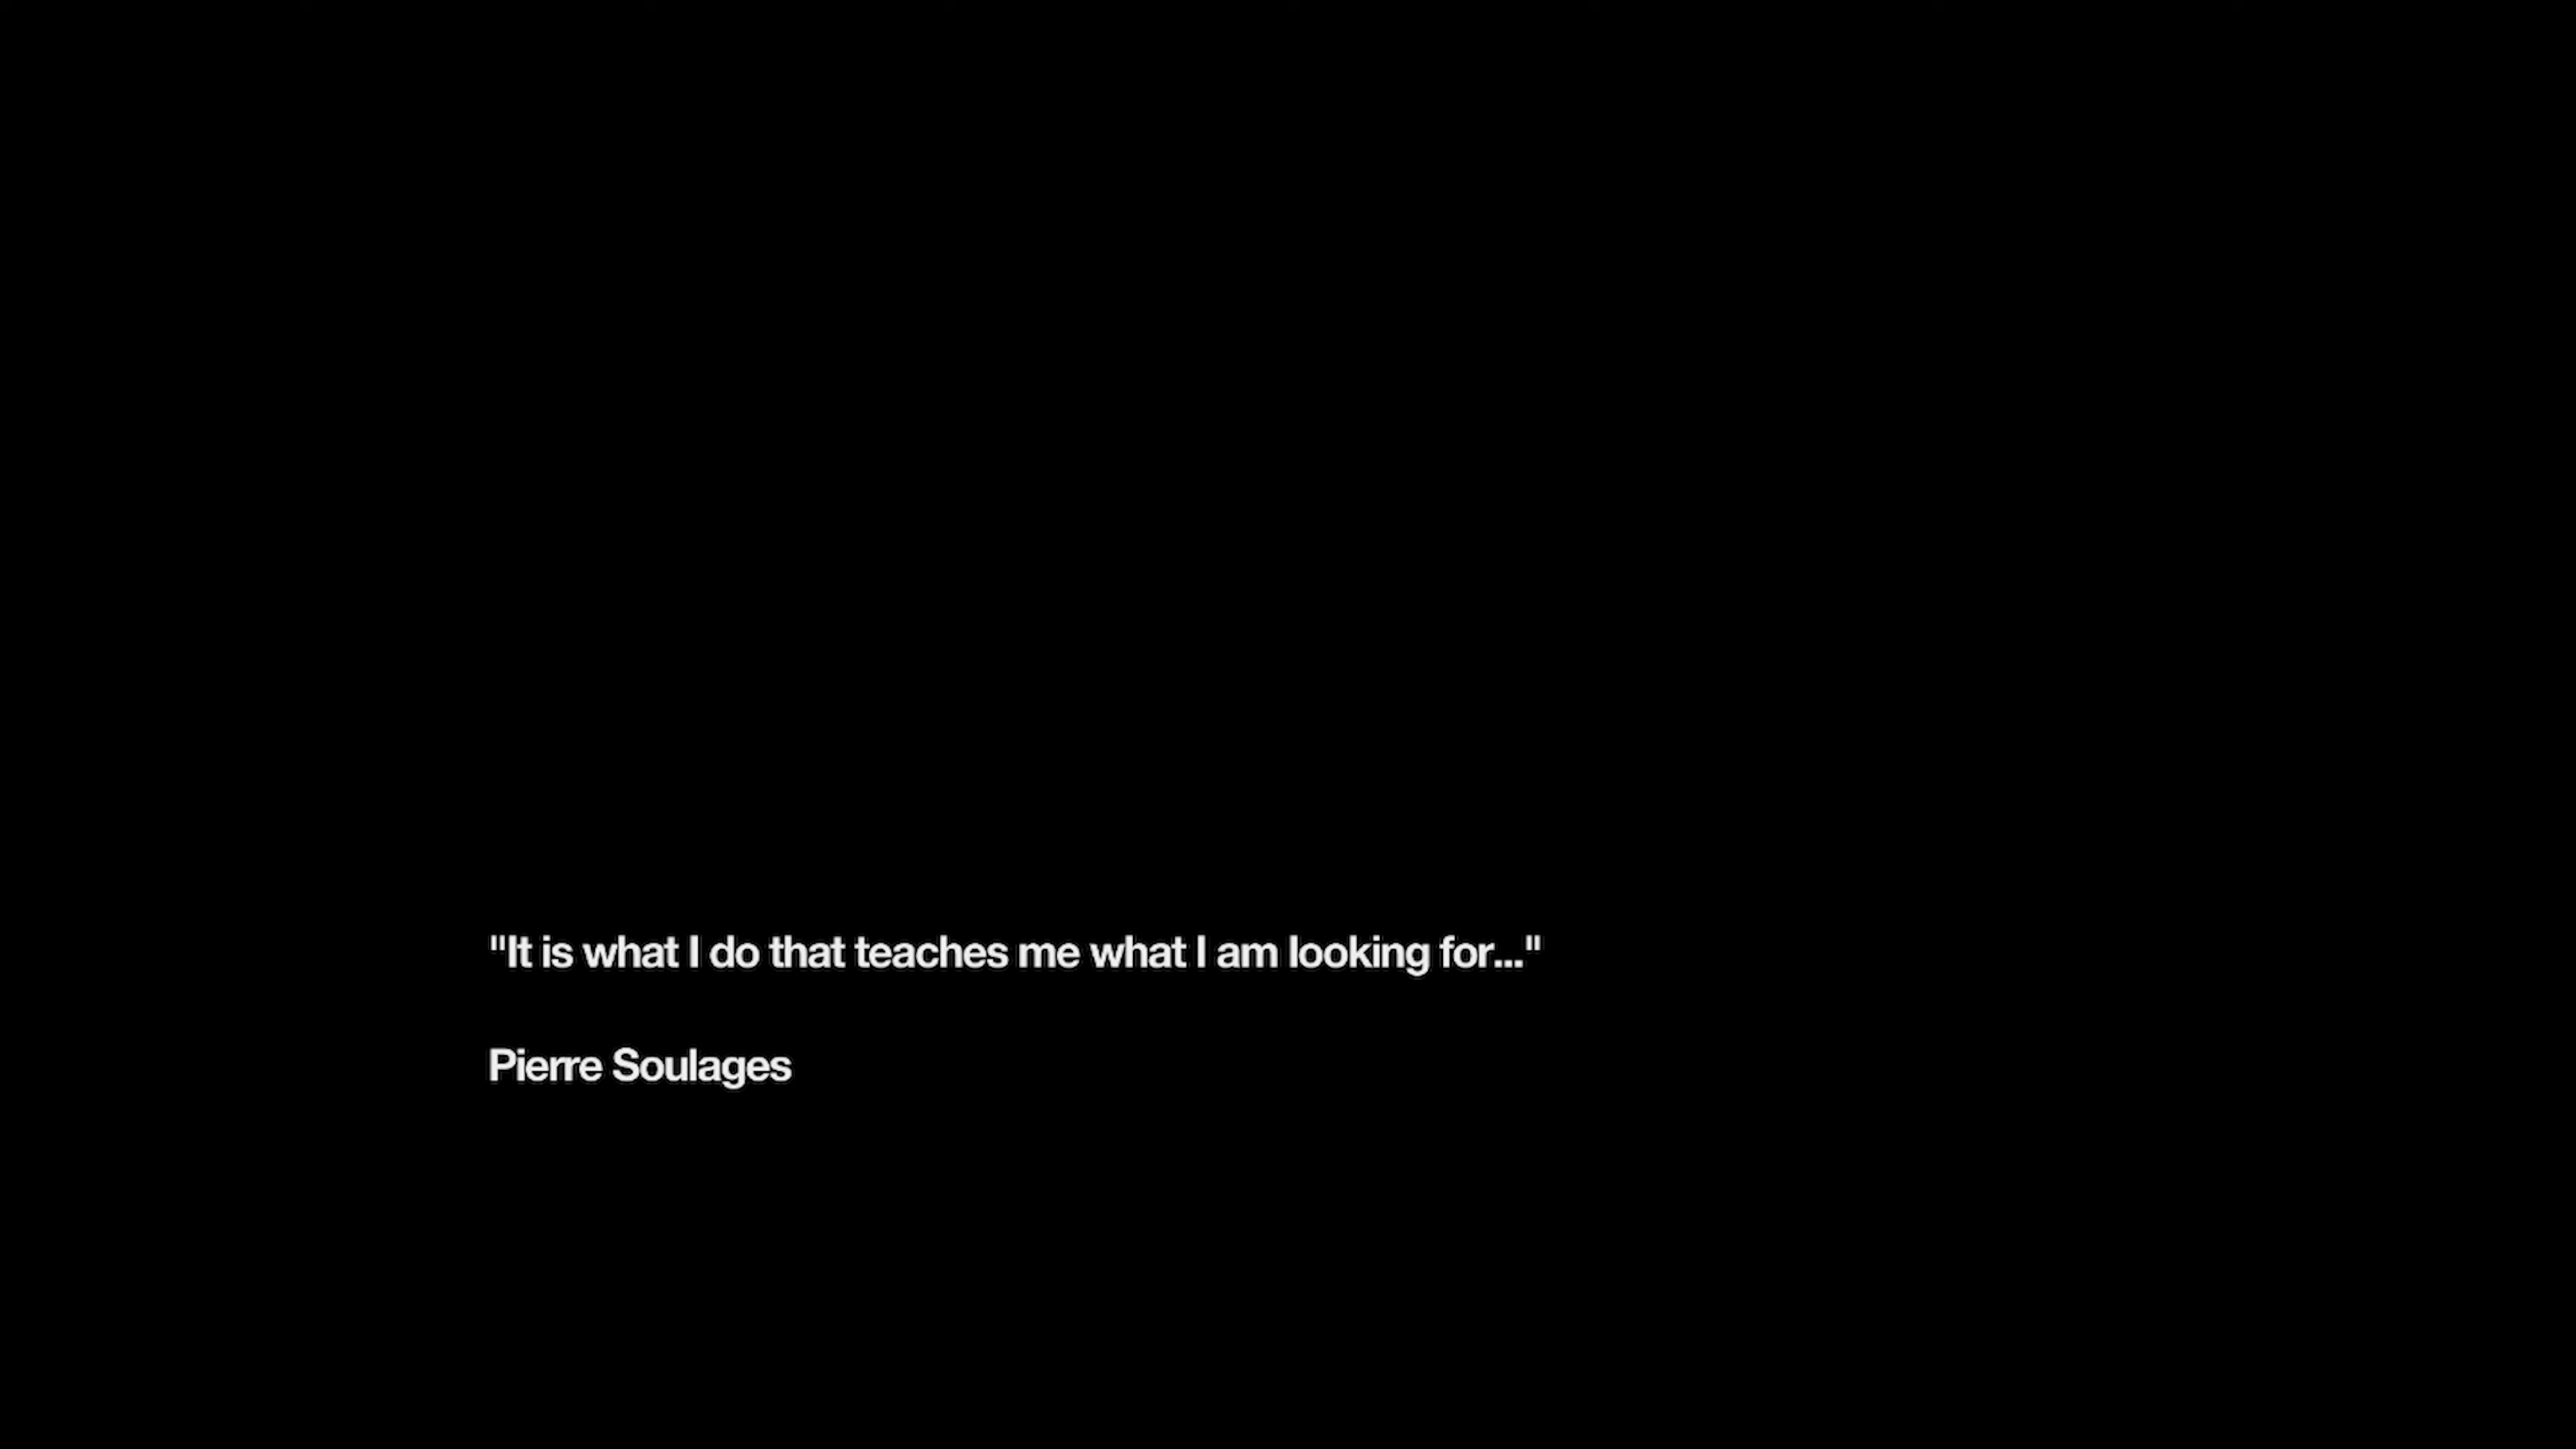 "It is what I do that teaches me what I am looking for..."
Pierre Soulages